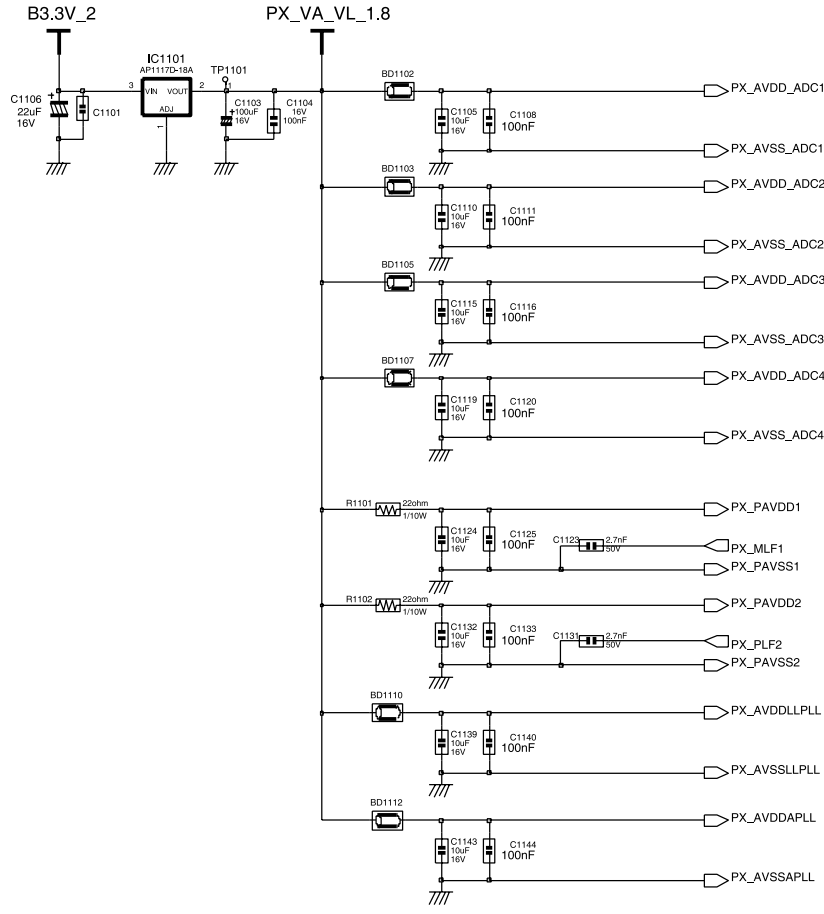 B3.3V_2
PX_VA_VL_1.8
IC1101
AP1117D-18A
TP1101
1
3
VIN
VOUT
2
ADJ
1
C1106
22uF
16V
+
C1101
C1103
+
100uF
16V
C1104
16V
100nF
BD1102
C1105
10uF
16V
C1108
100nF
PX_AVDD_ADC1
PX_AVSS_ADC1
BD1103
C1110
10uF
16V
C1111
100nF
PX_AVDD_ADC2
PX_AVSS_ADC2
BD1105
C1115
10uF
16V
C1116
100nF
PX_AVDD_ADC3
PX_AVSS_ADC3
BD1107
C1119
10uF
16V
C1120
100nF
PX_AVDD_ADC4
PX_AVSS_ADC4
R1101
22ohm
1/10W
C1124
10uF
16V
C1125
100nF
C1123
2.7nF
50V
PX_PAVDD1
PX_MLF1
PX_PAVSS1
R1102
22ohm
1/10W
C1132
10uF
16V
C1133
100nF
C1131
2.7nF
50V
PX_PAVDD2
PX_PLF2
PX_PAVSS2
BD1110
C1139
10uF
16V
C1140
100nF
PX_AVDDLLPLL
PX_AVSSLLPLL
BD1112
C1143
10uF
16V
C1144
100nF
PX_AVDDAPLL
PX_AVSSAPLL